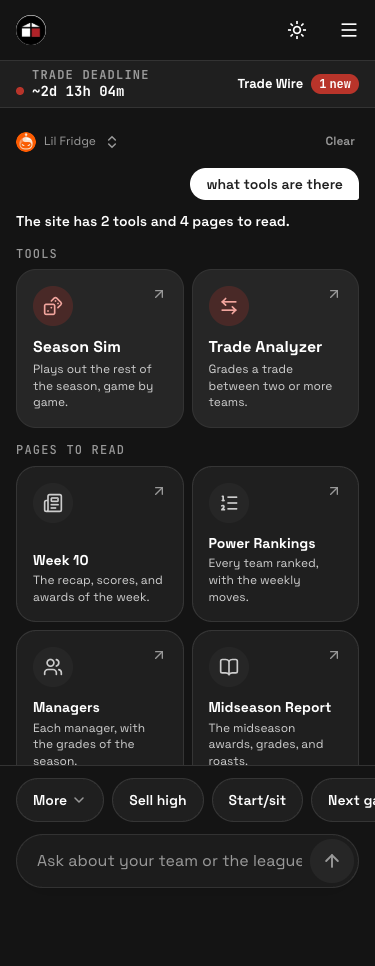 TRADE DEADLINE
~2d 13h 04m
Trade Wire
1 new
Lil Fridge
Clear
what tools are there
The site has 2 tools and 4 pages to read.
TOOLS
Season Sim
Plays out the rest of
the season, game by
game.
Trade Analyzer
Grades a trade
between two or more
teams.
PAGES TO READ
Week 10
The recap, scores, and
awards of the week.
Power Rankings
Every team ranked,
with the weekly
moves.
Managers
Each manager, with
the grades of the
season.
Midseason Report
The midseason
awards, grades, and
roasts.
More
Sell high
Start/sit
Next ga
Ask about your team or the league